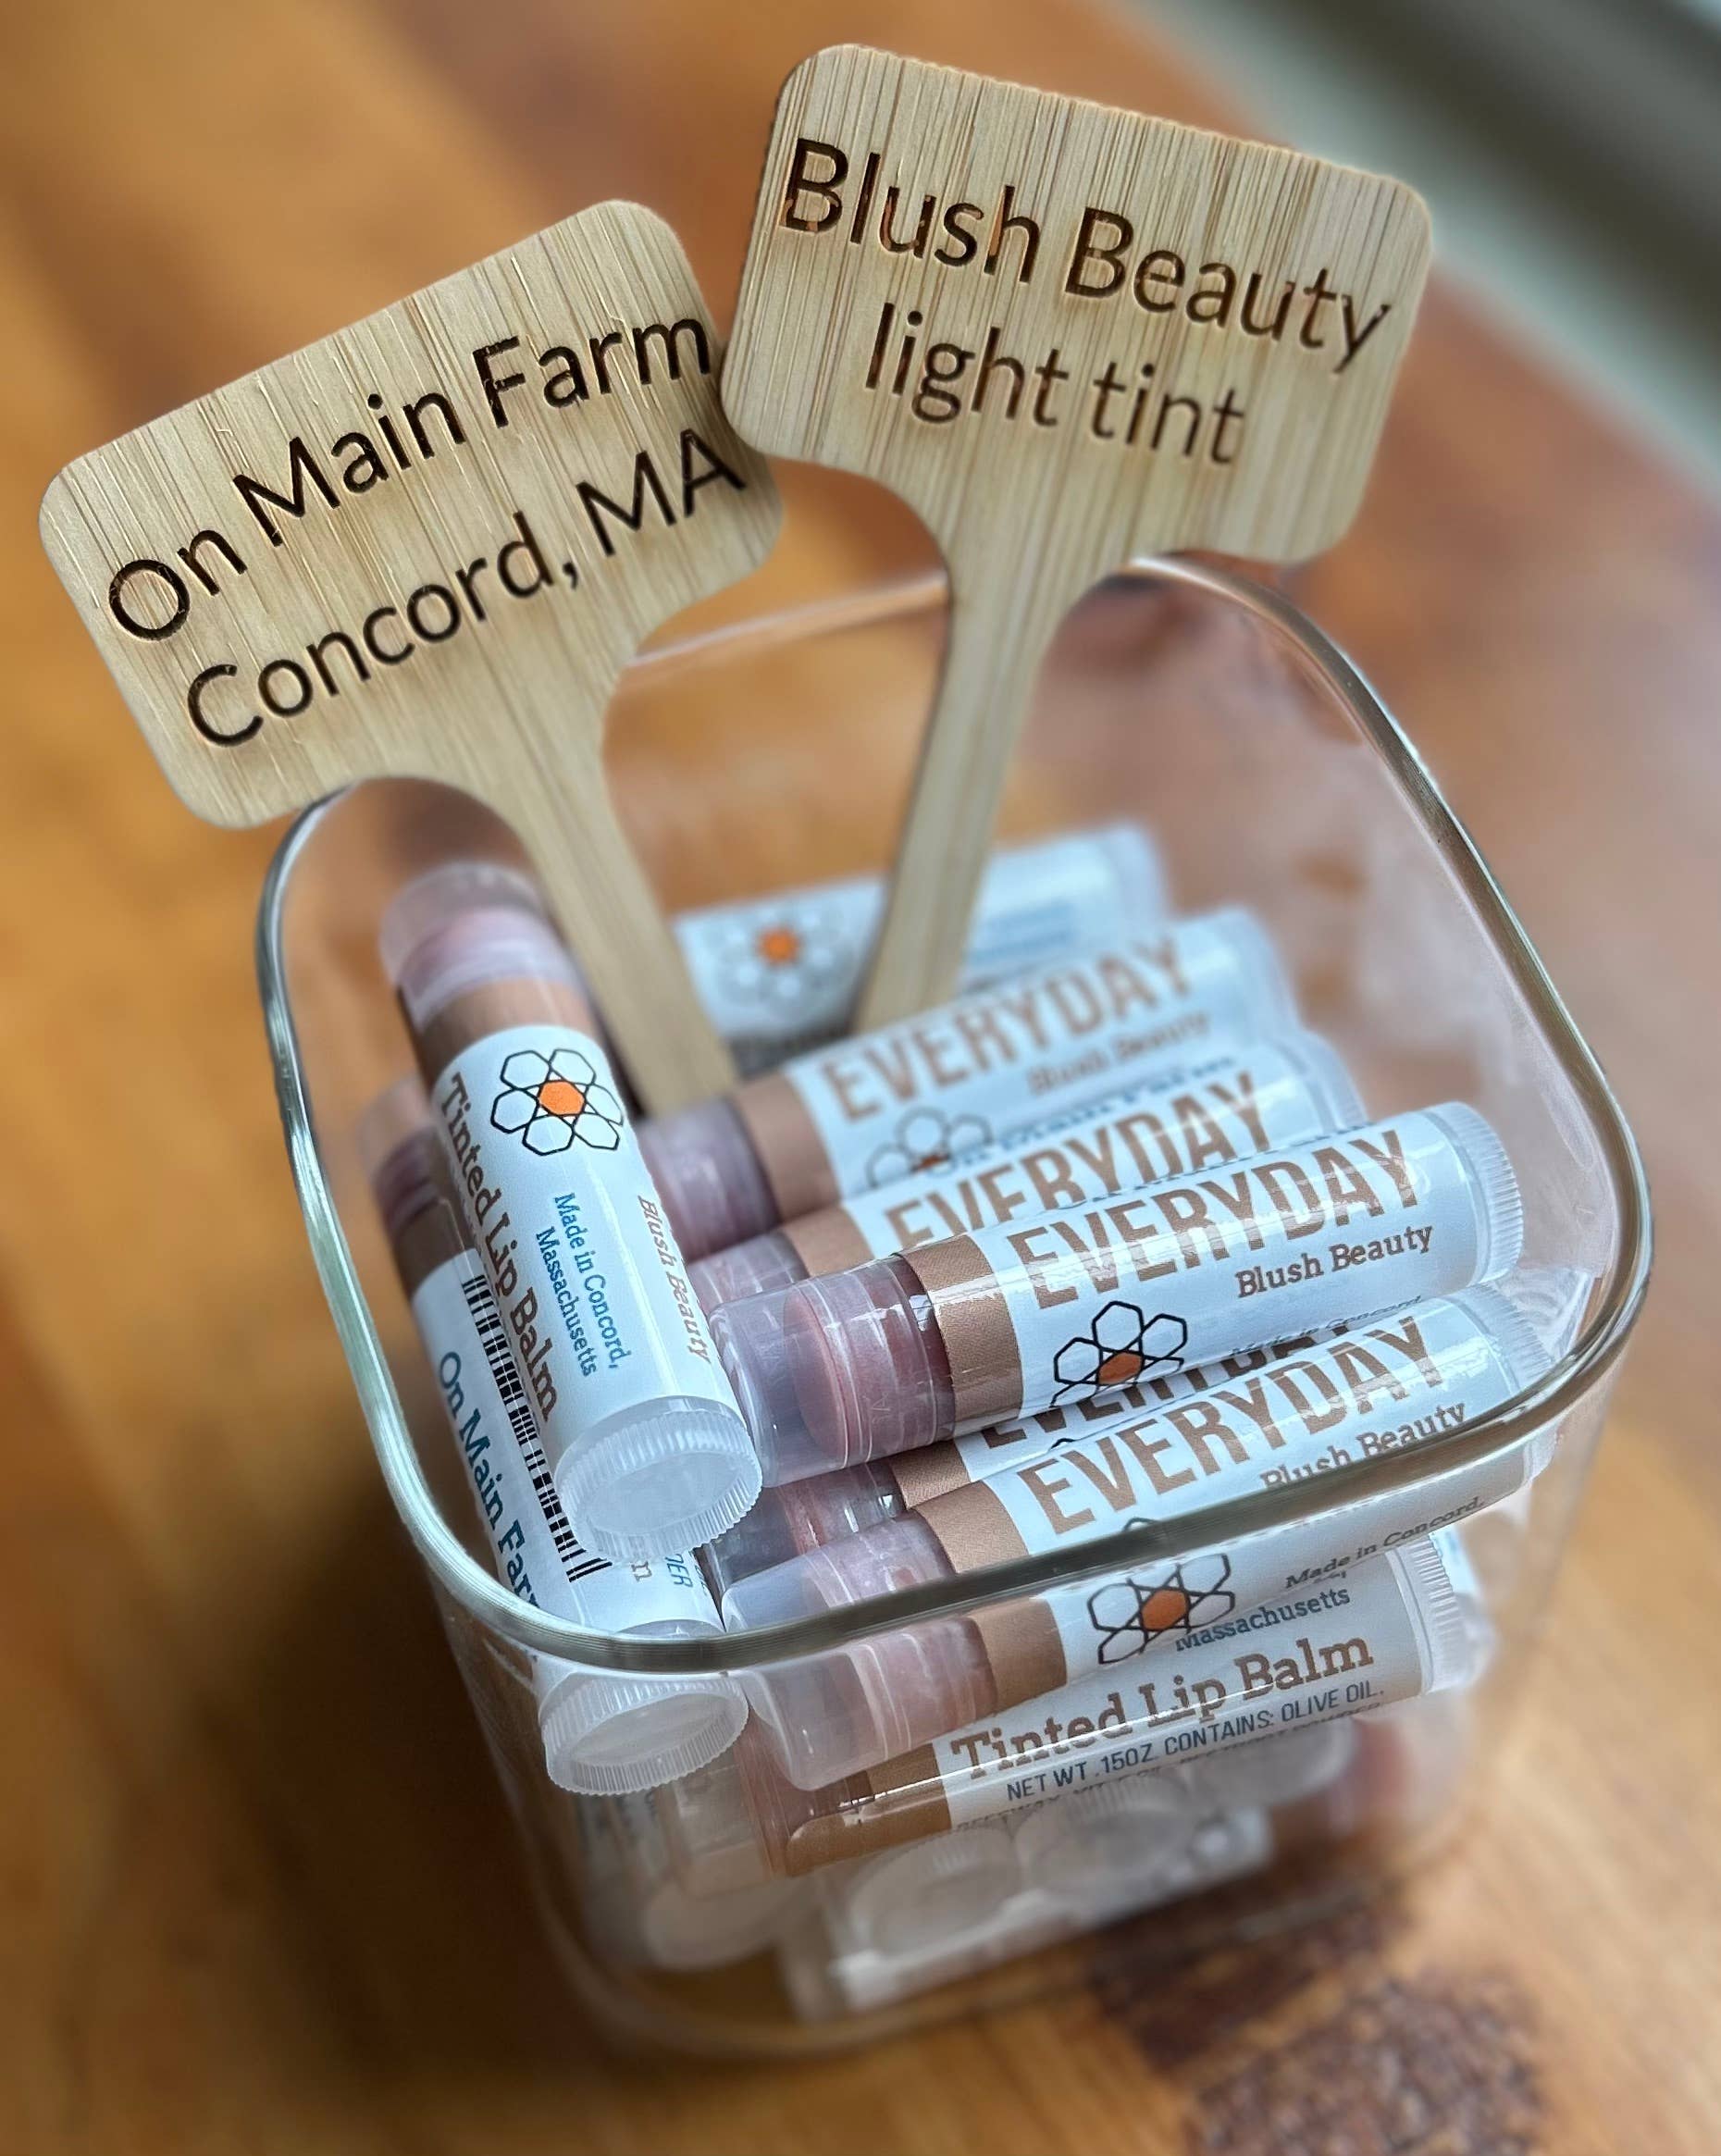 On Main Farm
Concord, MA
Blush Beauty
light tint
EVERYDAY
Blush Beauty
EVERYDAY
EVERYDAY
Blush Beauty
Tinted Lip Balm
Made in Concord,
Massachusetts
Blush Beauty
On Main Farm
EVERYDAY
EVERYDAY
Blush Beauty
Made in Concord,
Massachusetts
Tinted Lip Balm
NET WT .15OZ. CONTAINS: OLIVE OIL,